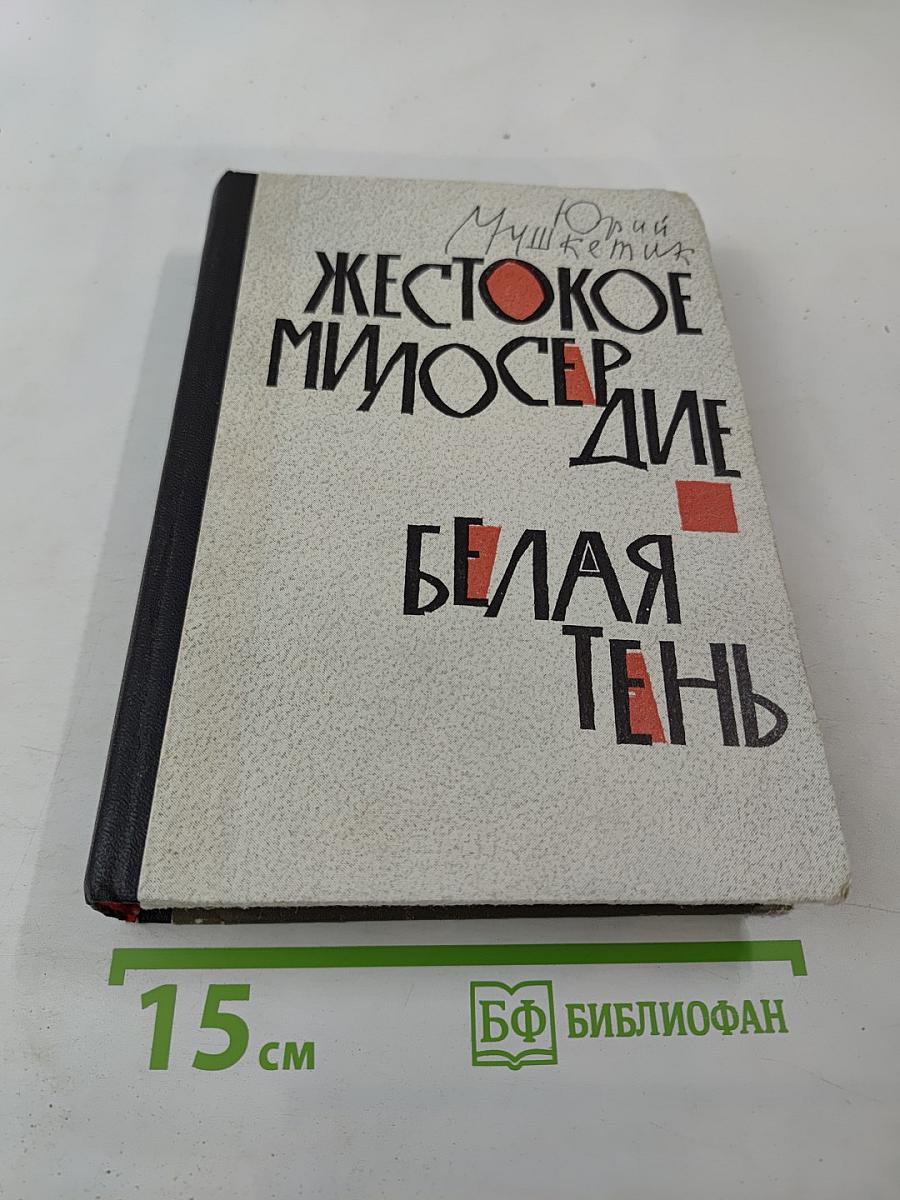 Юрий
Мушкетик
ЖЕСТОКОЕ
МИЛОСЕР
ДИЕ
БЕЛАЯ
ТЕНЬ
15 см
БФ БИБЛИОФАН